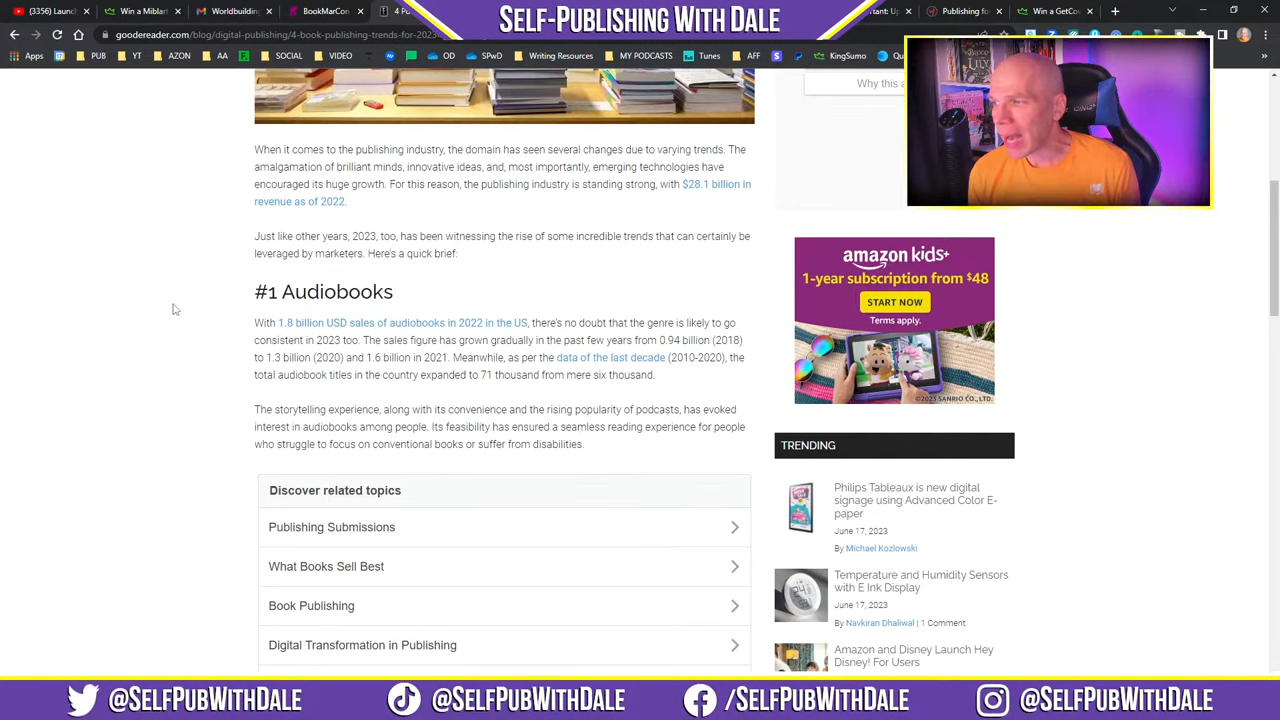 SELF-PUBLISHING WITH DALE
(3356) Launch
Win a Miblart
Worldbuilding
BookMarCon
Publishing for
Win a GetCov
goodereader.com/blog/digital-publishing/4-book-publishing-trends-for-2023
Apps
PUB
YT
AZON
AA
SOCIAL
VIDEO
OD
SPwD
Writing Resources
MY PODCASTS
Tunes
AFF
KingSumo
Why this a
When it comes to the publishing industry, the domain has seen several changes due to varying trends. The
amalgamation of brilliant minds, innovative ideas, and, most importantly, emerging technologies have
encouraged its huge growth. For this reason, the publishing industry is standing strong, with $28.1 billion in
revenue as of 2022.
Just like other years, 2023, too, has been witnessing the rise of some incredible trends that can certainly be
leveraged by marketers. Here's a quick brief:
#1 Audiobooks
With 1.8 billion USD sales of audiobooks in 2022 in the US, there's no doubt that the genre is likely to go
consistent in 2023 too. The sales figure has grown gradually in the past few years from 0.94 billion (2018)
to 1.3 billion (2020) and 1.6 billion in 2021. Meanwhile, as per the data of the last decade (2010-2020), the
total audiobook titles in the country expanded to 71 thousand from mere six thousand.
The storytelling experience, along with its convenience and the rising popularity of podcasts, has evoked
interest in audiobooks among people. Its feasibility has ensured a seamless reading experience for people
who struggle to focus on conventional books or suffer from disabilities.
Discover related topics
Publishing Submissions
What Books Sell Best
Book Publishing
Digital Transformation in Publishing
amazon kids+
1-year subscription from $48
START NOW
Terms apply.
©2023 SANRIO CO., LTD.
TRENDING
Philips Tableaux is new digital
signage using Advanced Color E-
paper
June 17, 2023
By Michael Kozlowski
Temperature and Humidity Sensors
with E Ink Display
June 17, 2023
By Navkiran Dhaliwal | 1 Comment
Amazon and Disney Launch Hey
Disney! For Users
@SELFPUBWITHDALE
@SELFPUBWITHDALE
/SELFPUBWITHDALE
@SELFPUBWITHDALE